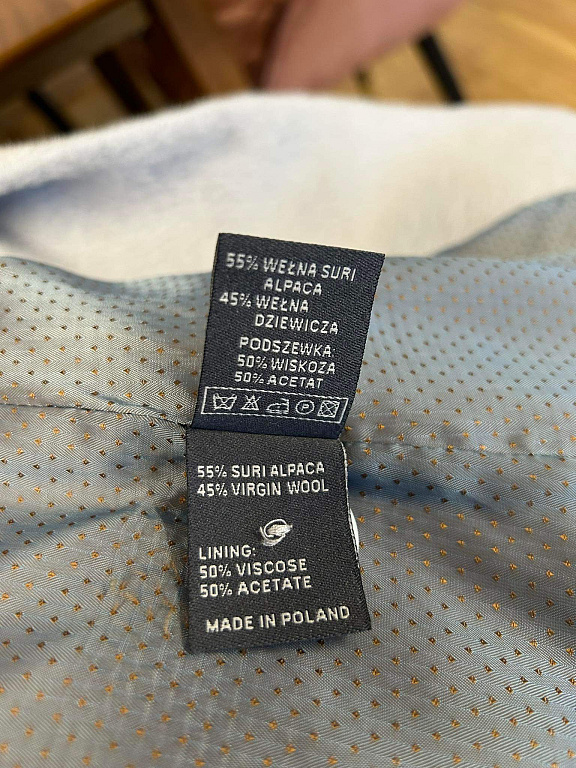 55% WEŁNA SURI
ALPACA
45% WEŁNA
DZIEWICZA
PODSZEWKA:
50% WISKOZA
50% ACETAT
P
55% SURI ALPACA
45% VIRGIN WOOL
LINING:
50% VISCOSE
50% ACETATE
MADE IN POLAND